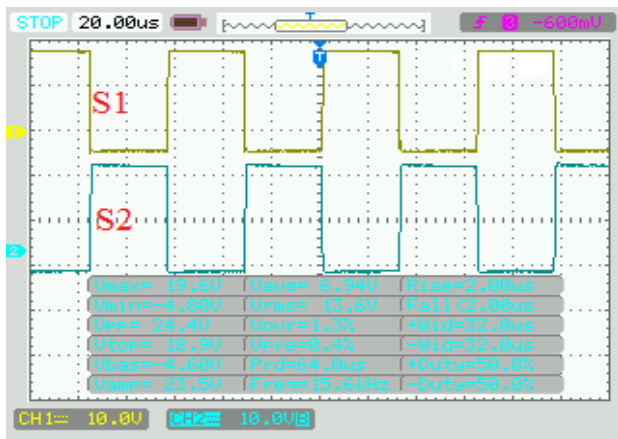 STOP 20.00us T ƒ 3 -600mV
T
S1
1
S2
2
Vmax= 19.6V Vavg= 6.94V Rise=2.00us
Vmin=-4.80V Vrms= 13.6V Fall<2.00us
Vpp= 24.4V Vovr=1.3% +Wid=32.0us
Vtop= 18.9V Vpre=0.4% -Wid=32.0us
Vbas=-4.60V Prd=64.0us +Duty=50.0%
Vamp= 23.5V Freq=15.6kHz -Duty=50.0%
CH1 10.0V CH2 10.0V B